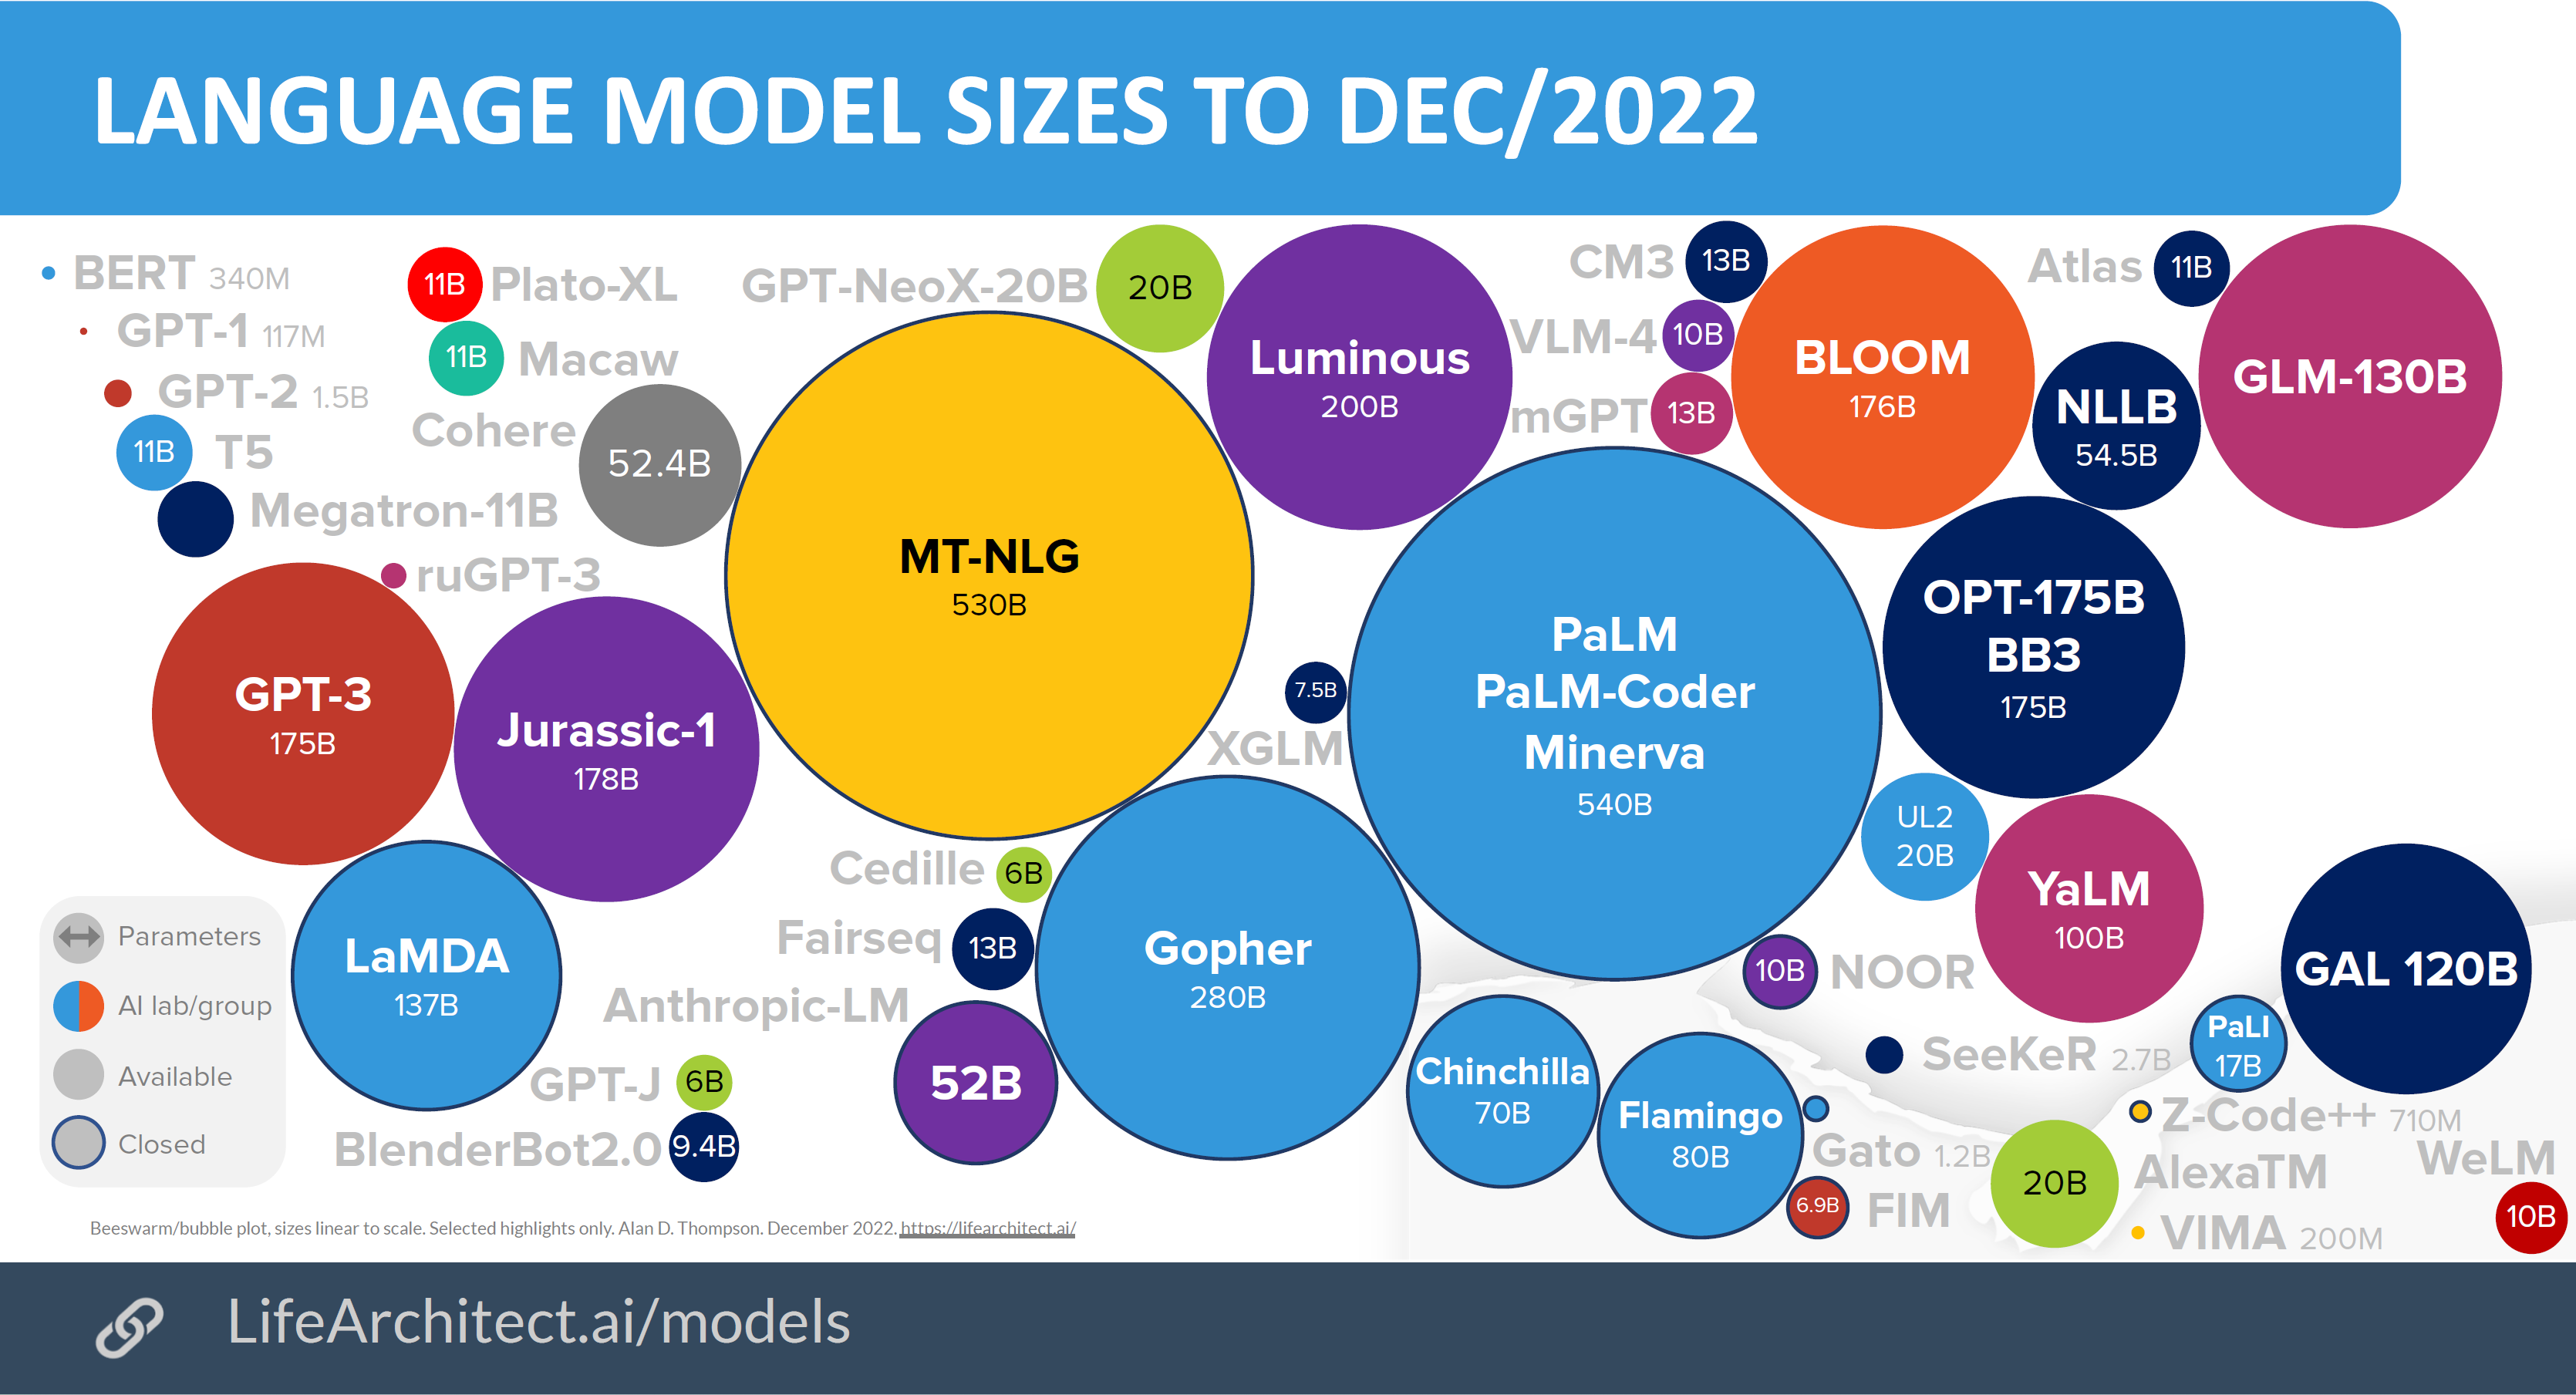 LANGUAGE MODEL SIZES TO DEC/2022
BERT 340M
GPT-1 117M
GPT-2 1.5B
11B T5
Megatron-11B
11B Plato-XL
11B Macaw
Cohere
52.4B
ruGPT-3
GPT-3
175B
Jurassic-1
178B
LaMDA
137B
GPT-NeoX-20B 20B
MT-NLG
530B
Luminous
200B
CM3 13B
VLM-4 10B
mGPT 13B
BLOOM
176B
Atlas 11B
NLLB
54.5B
GLM-130B
7.5B
XGLM
PaLM
PaLM-Coder
Minerva
540B
OPT-175B
BB3
175B
UL2
20B
YaLM
100B
Cedille 6B
Fairseq 13B
Anthropic-LM
52B
GPT-J 6B
BlenderBot2.0 9.4B
Gopher
280B
Chinchilla
70B
Flamingo
80B
10B NOOR
SeeKeR 2.7B
Gato 1.2B
6.9B FIM
PaLI
17B
GAL 120B
Z-Code++ 710M
20B AlexaTM
VIMA 200M
WeLM
10B
Parameters
AI lab/group
Available
Closed
Beeswarm/bubble plot, sizes linear to scale. Selected highlights only. Alan D. Thompson. December 2022. https://lifearchitect.ai/
LifeArchitect.ai/models